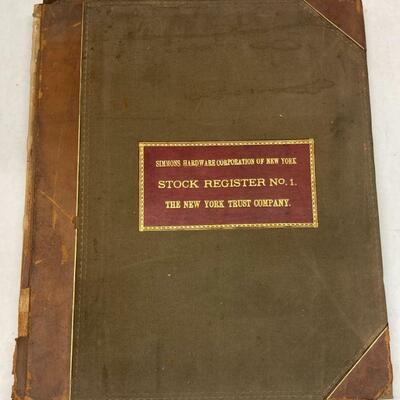 SIMMONS HARDWARE CORPORATION OF NEW YORK
STOCK REGISTER NO. 1.
THE NEW YORK TRUST COMPANY.